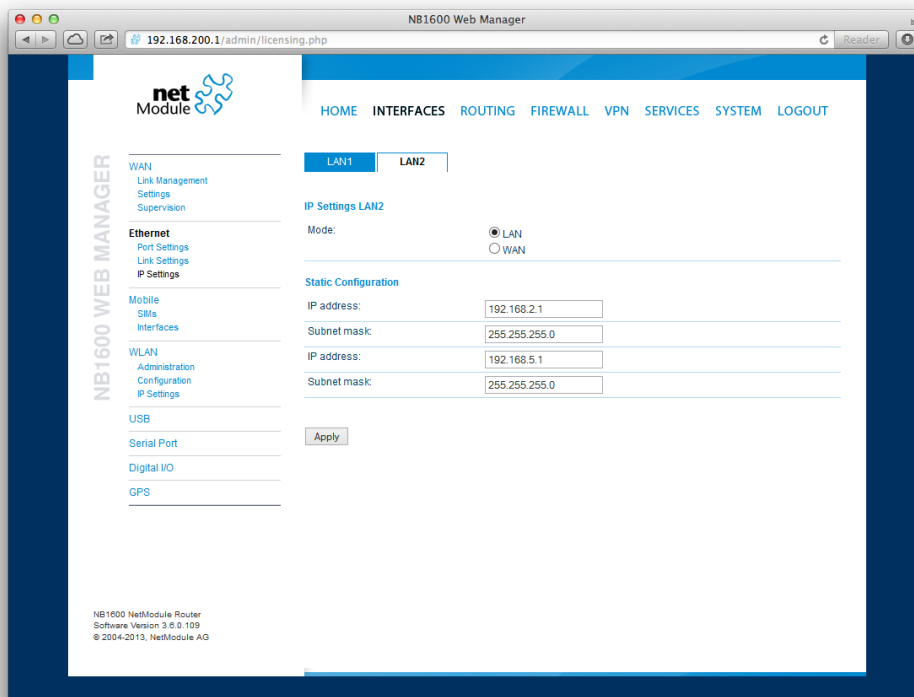 NB1600 Web Manager
192.168.200.1/admin/licensing.php
Reader
net
Module
HOME INTERFACES ROUTING FIREWALL VPN SERVICES SYSTEM LOGOUT
NB1600 WEB MANAGER
WAN
Link Management
Settings
Supervision
Ethernet
Port Settings
Link Settings
IP Settings
Mobile
SIMs
Interfaces
WLAN
Administration
Configuration
IP Settings
USB
Serial Port
Digital I/O
GPS
LAN1 LAN2
IP Settings LAN2
Mode: LAN
WAN
Static Configuration
IP address: 192.168.2.1
Subnet mask: 255.255.255.0
IP address: 192.168.5.1
Subnet mask: 255.255.255.0
Apply
NB1600 NetModule Router
Software Version 3.6.0.109
© 2004-2013, NetModule AG